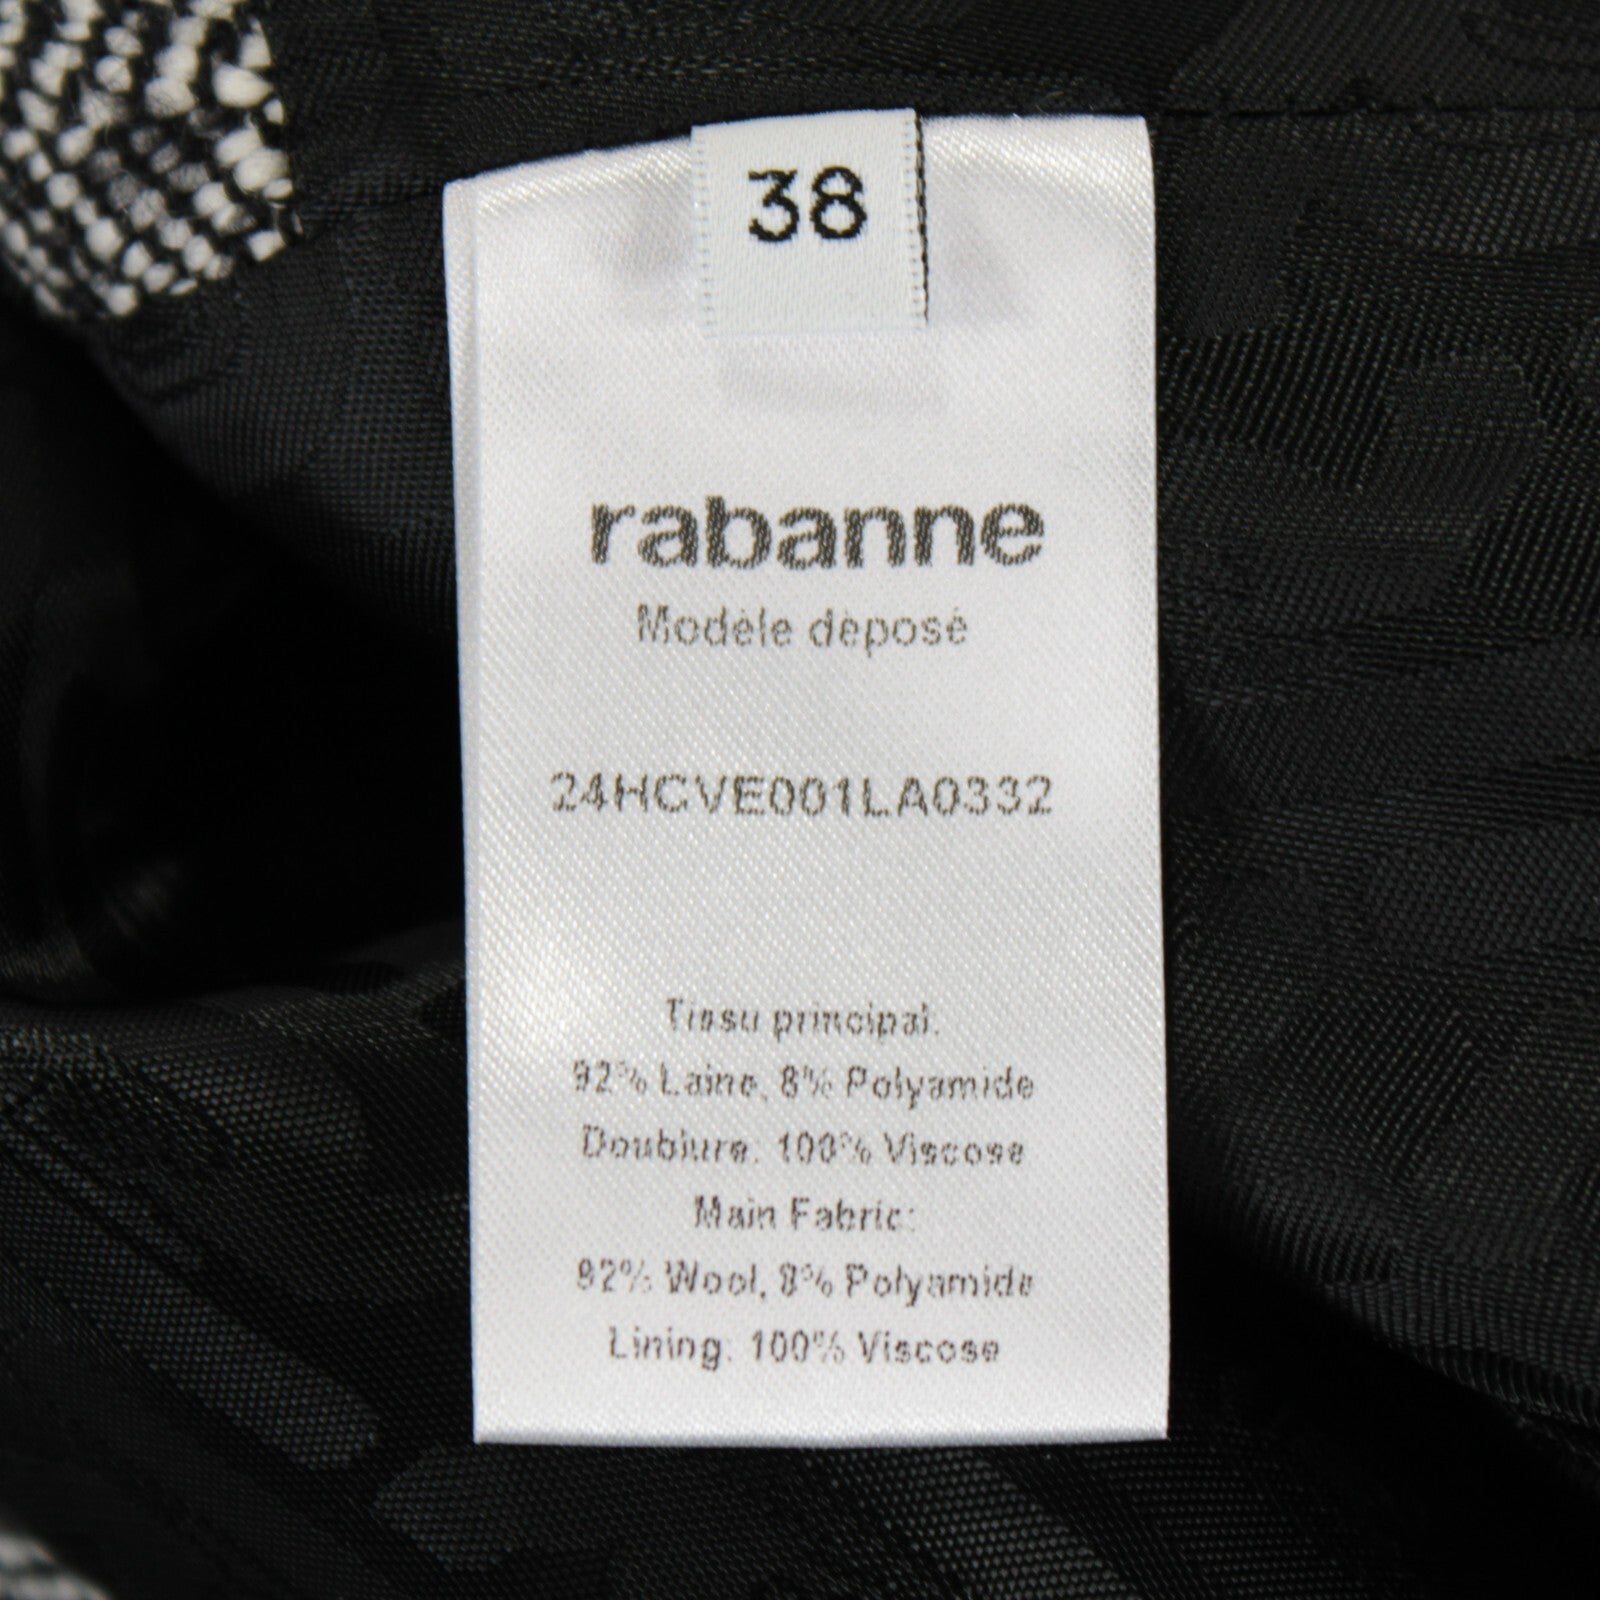 38
rabanne
Modèle déposé
24HCVE001LA0332
Tissu principal:
92% Laine, 8% Polyamide
Doublure: 100% Viscose
Main Fabric:
92% Wool, 8% Polyamide
Lining: 100% Viscose